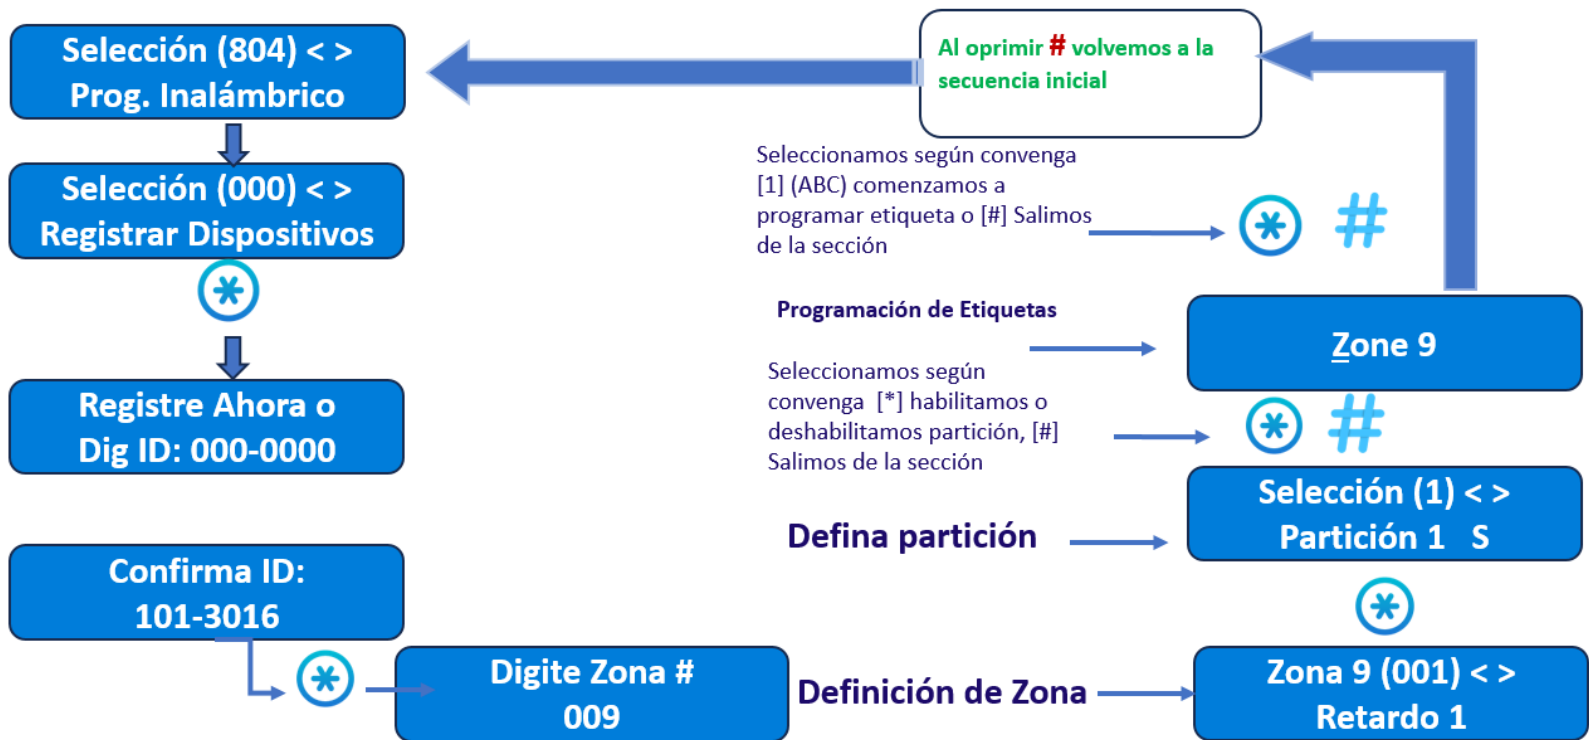 Selección (804) < >
Prog. Inalámbrico
Selección (000) < >
Registrar Dispositivos
Registre Ahora o
Dig ID: 000-0000
Confirma ID:
101-3016
Digite Zona #
009
Definición de Zona
Zona 9 (001) < >
Retardo 1
Defina partición
Selección (1) < >
Partición 1 S
Seleccionamos según
convenga [*] habilitamos o
deshabilitamos partición, [#]
Salimos de la sección
Programación de Etiquetas
Zone 9
Seleccionamos según convenga
[1] (ABC) comenzamos a
programar etiqueta o [#] Salimos
de la sección
Al oprimir # volvemos a la
secuencia inicial